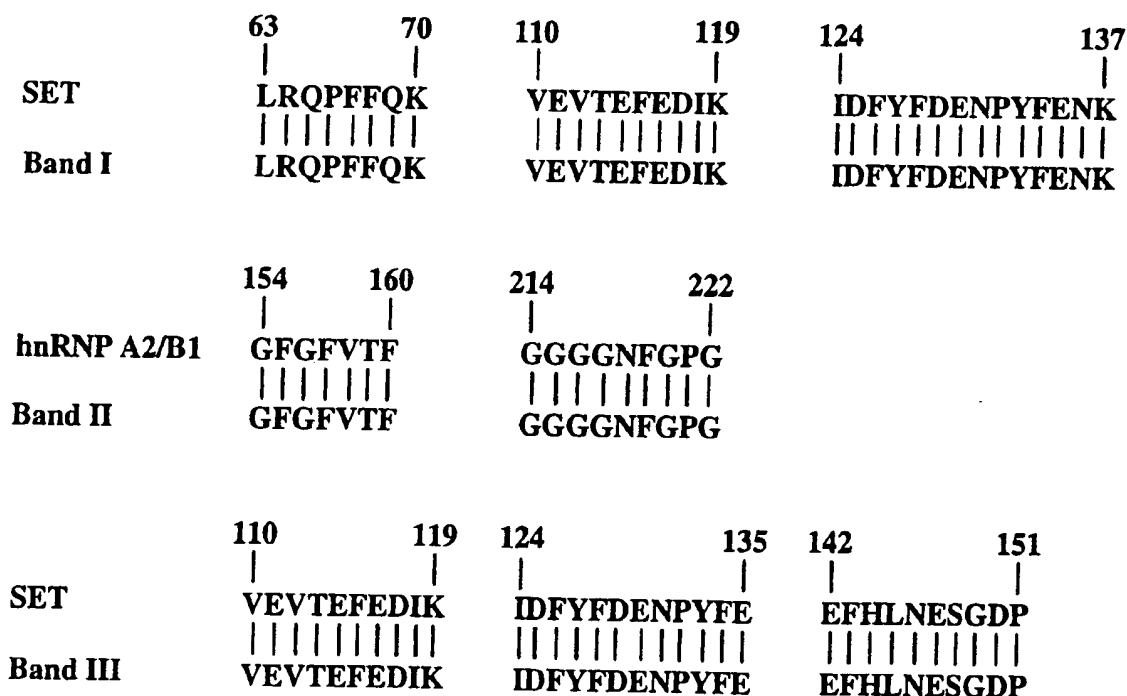 63 70 110 119 124 137
SET LRQPFFQK VEVTEFEDIK IDFYFDENPYFENK
Band I LRQPFFQK VEVTEFEDIK IDFYFDENPYFENK
154 160 214 222
hnRNP A2/B1 GFGFVTF GGGGNFGPG
Band II GFGFVTF GGGGNFGPG
110 119 124 135 142 151
SET VEVTEFEDIK IDFYFDENPYFE EFHLNESGDP
Band III VEVTEFEDIK IDFYFDENPYFE EFHLNESGDP